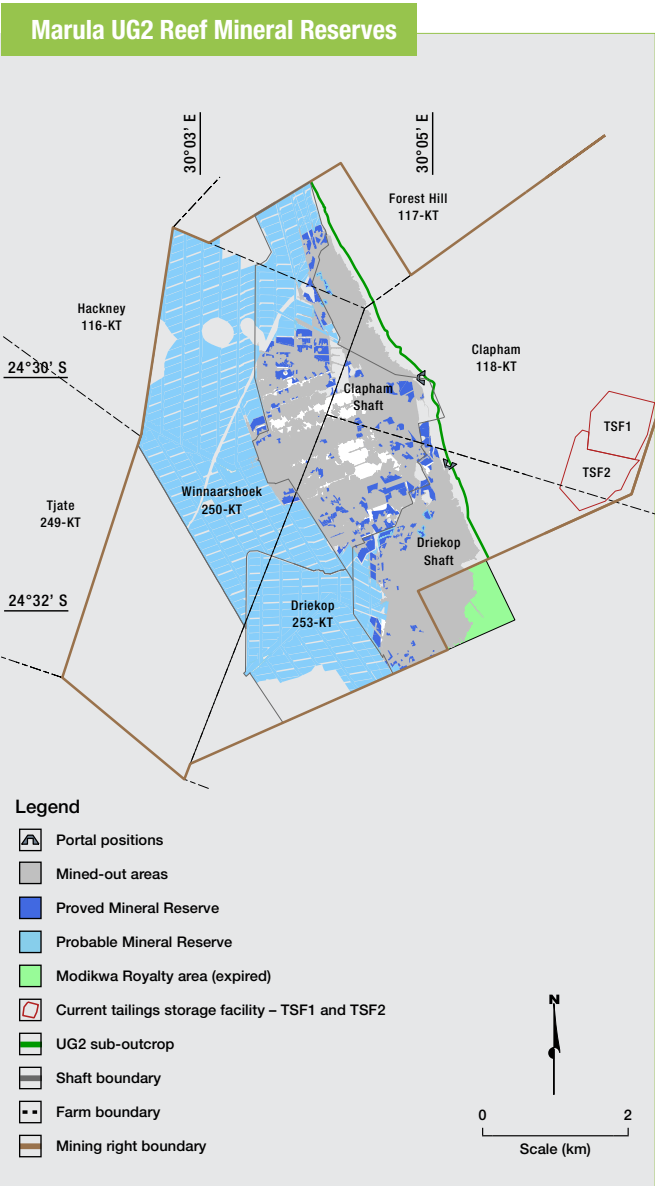 Marula UG2 Reef Mineral Reserves
30°03' E
30°05' E
Forest Hill
117-KT
Hackney
116-KT
Clapham
118-KT
24°30' S
Clapham
Shaft
TSF1
TSF2
Winnaarshoek
250-KT
Tjate
249-KT
Driekop
Shaft
24°32' S
Driekop
253-KT
Legend
Portal positions
Mined-out areas
Proved Mineral Reserve
Probable Mineral Reserve
Modikwa Royalty area (expired)
Current tailings storage facility – TSF1 and TSF2
UG2 sub-outcrop
Shaft boundary
Farm boundary
Mining right boundary
N
0 2
Scale (km)